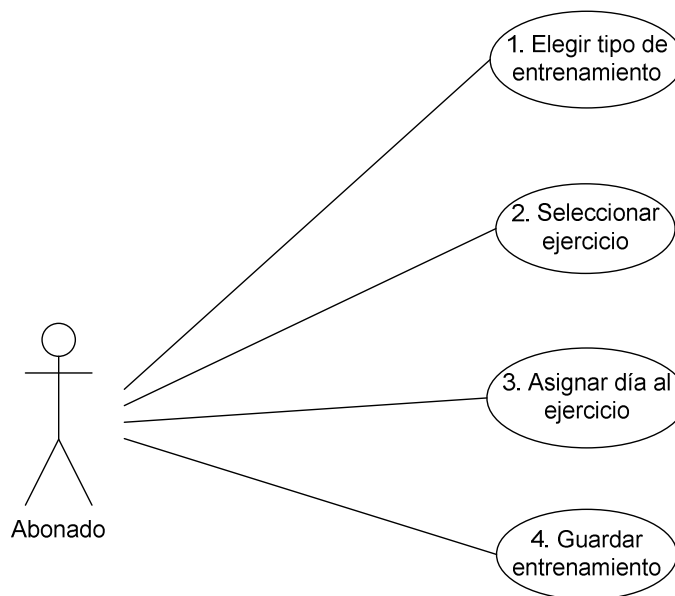 1. Elegir tipo de
entrenamiento
2. Seleccionar
ejercicio
3. Asignar día al
ejercicio
Abonado
4. Guardar
entrenamiento